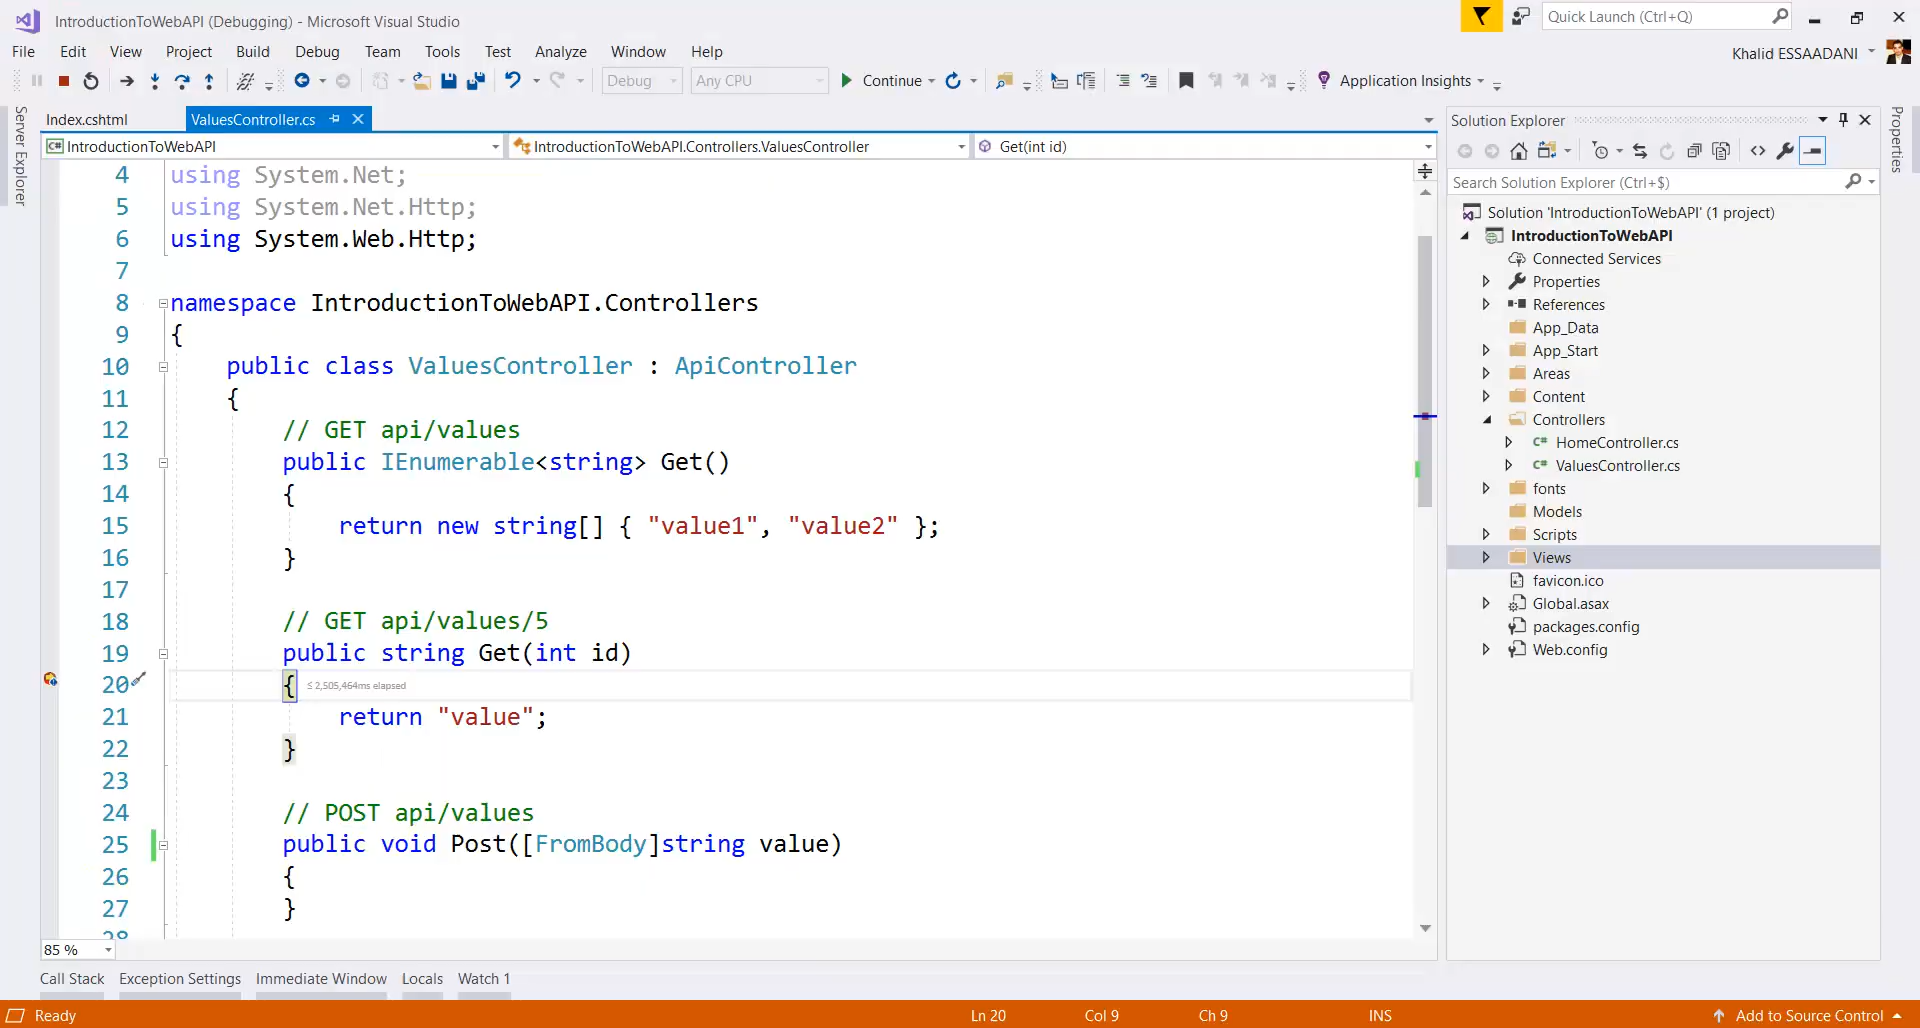 IntroductionToWebAPI (Debugging) - Microsoft Visual Studio
Quick Launch (Ctrl+Q)
File Edit View Project Build Debug Team Tools Test Analyze Window Help
Khalid ESSAADANI
Debug Any CPU Continue Application Insights
Server Explorer
Index.cshtml ValuesController.cs
IntroductionToWebAPI IntroductionToWebAPI.Controllers.ValuesController Get(int id)
4 using System.Net;
5 using System.Net.Http;
6 using System.Web.Http;
7
8 namespace IntroductionToWebAPI.Controllers
9 {
10 public class ValuesController : ApiController
11 {
12 // GET api/values
13 public IEnumerable<string> Get()
14 {
15 return new string[] { "value1", "value2" };
16 }
17
18 // GET api/values/5
19 public string Get(int id)
20 { ≤ 2,505,464ms elapsed
21 return "value";
22 }
23
24 // POST api/values
25 public void Post([FromBody]string value)
26 {
27 }
28
85 %
Solution Explorer
Search Solution Explorer (Ctrl+$)
Solution 'IntroductionToWebAPI' (1 project)
IntroductionToWebAPI
Connected Services
Properties
References
App_Data
App_Start
Areas
Content
Controllers
C# HomeController.cs
C# ValuesController.cs
fonts
Models
Scripts
Views
favicon.ico
Global.asax
packages.config
Web.config
Properties
Call Stack Exception Settings Immediate Window Locals Watch 1
Ready Ln 20 Col 9 Ch 9 INS Add to Source Control